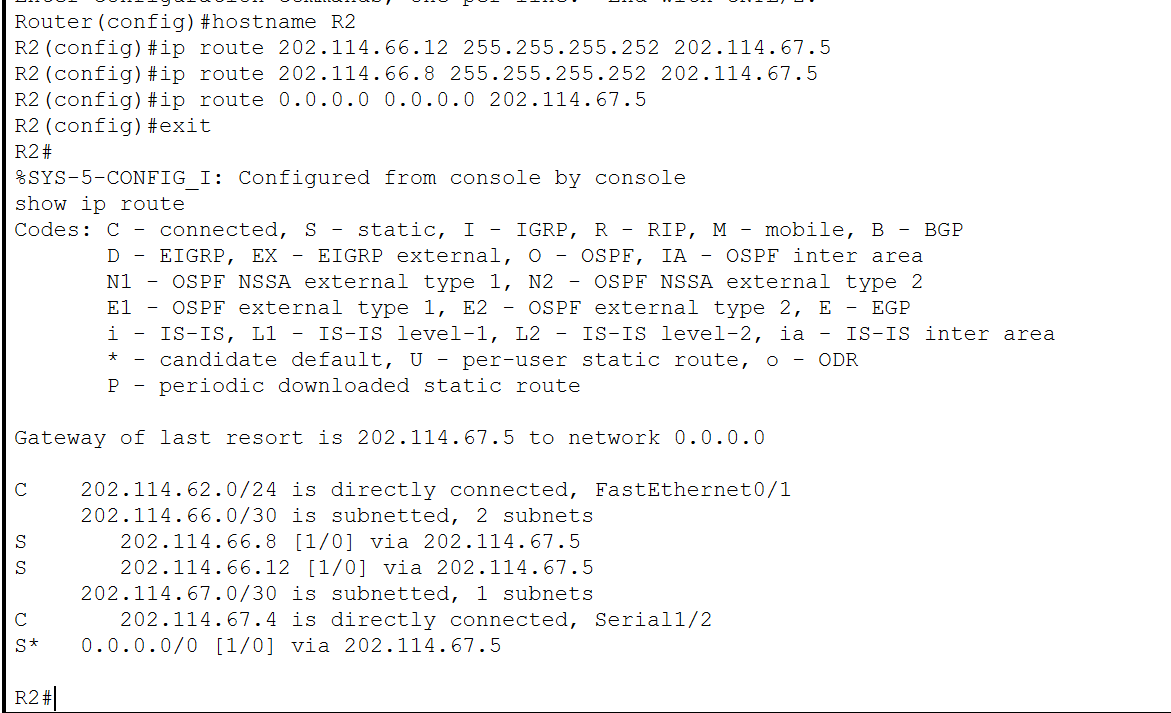 Router(config)#hostname R2
R2(config)#ip route 202.114.66.12 255.255.255.252 202.114.67.5
R2(config)#ip route 202.114.66.8 255.255.255.252 202.114.67.5
R2(config)#ip route 0.0.0.0 0.0.0.0 202.114.67.5
R2(config)#exit
R2#
%SYS-5-CONFIG_I: Configured from console by console
show ip route
Codes: C - connected, S - static, I - IGRP, R - RIP, M - mobile, B - BGP
       D - EIGRP, EX - EIGRP external, O - OSPF, IA - OSPF inter area
       N1 - OSPF NSSA external type 1, N2 - OSPF NSSA external type 2
       E1 - OSPF external type 1, E2 - OSPF external type 2, E - EGP
       i - IS-IS, L1 - IS-IS level-1, L2 - IS-IS level-2, ia - IS-IS inter area
       * - candidate default, U - per-user static route, o - ODR
       P - periodic downloaded static route

Gateway of last resort is 202.114.67.5 to network 0.0.0.0

C    202.114.62.0/24 is directly connected, FastEthernet0/1
     202.114.66.0/30 is subnetted, 2 subnets
S       202.114.66.8 [1/0] via 202.114.67.5
S       202.114.66.12 [1/0] via 202.114.67.5
     202.114.67.0/30 is subnetted, 1 subnets
C       202.114.67.4 is directly connected, Serial1/2
S*   0.0.0.0/0 [1/0] via 202.114.67.5

R2#